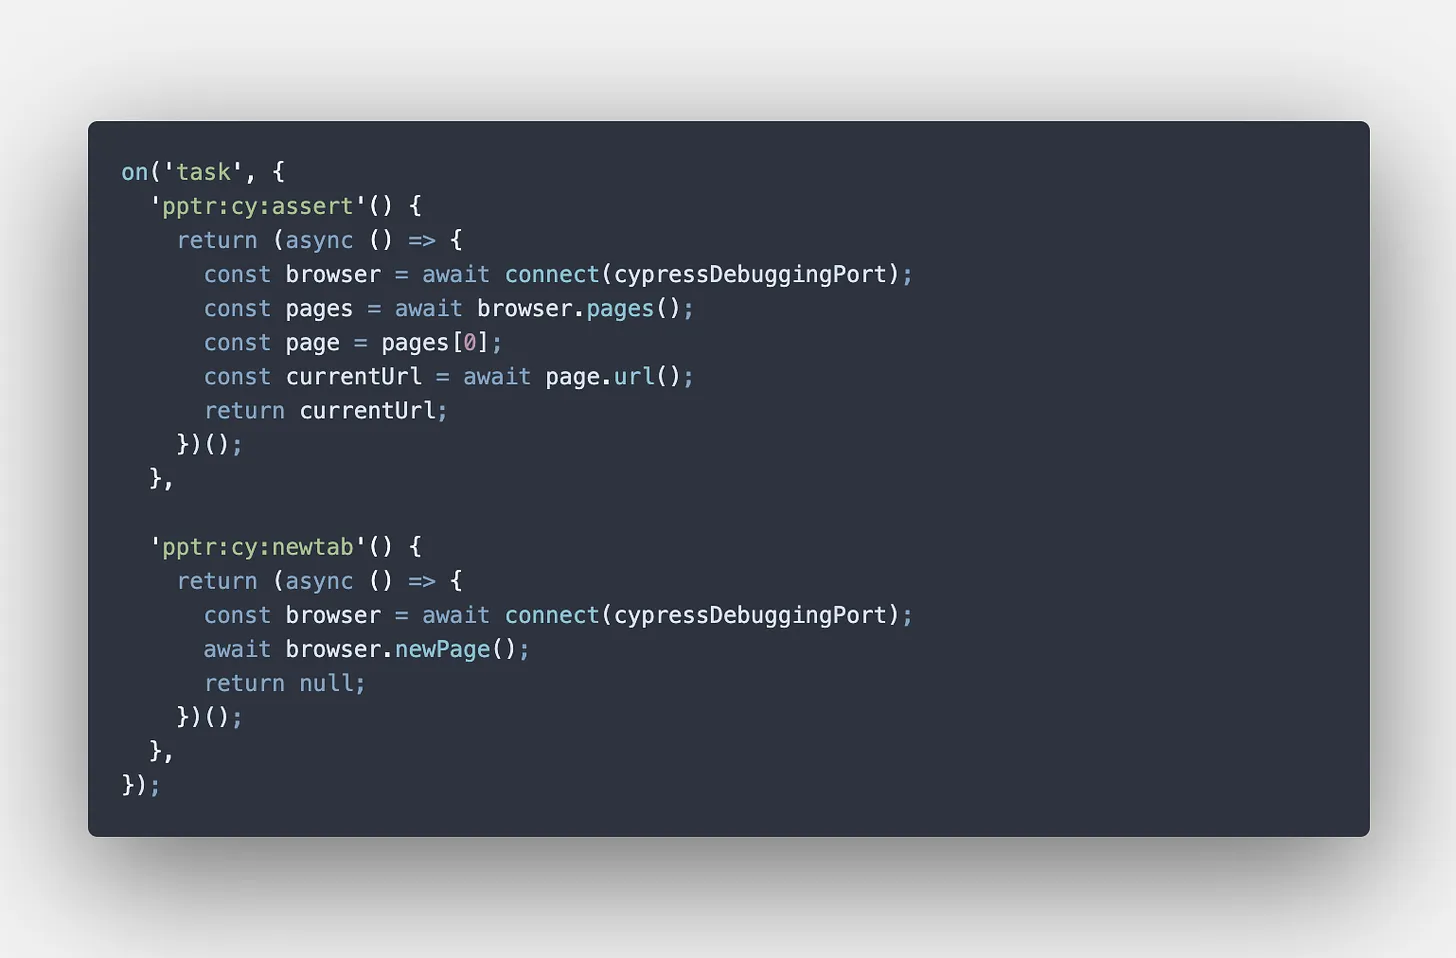 on('task', {
  'pptr:cy:assert'() {
    return (async () => {
      const browser = await connect(cypressDebuggingPort);
      const pages = await browser.pages();
      const page = pages[0];
      const currentUrl = await page.url();
      return currentUrl;
    })();
  },

  'pptr:cy:newtab'() {
    return (async () => {
      const browser = await connect(cypressDebuggingPort);
      await browser.newPage();
      return null;
    })();
  },
});